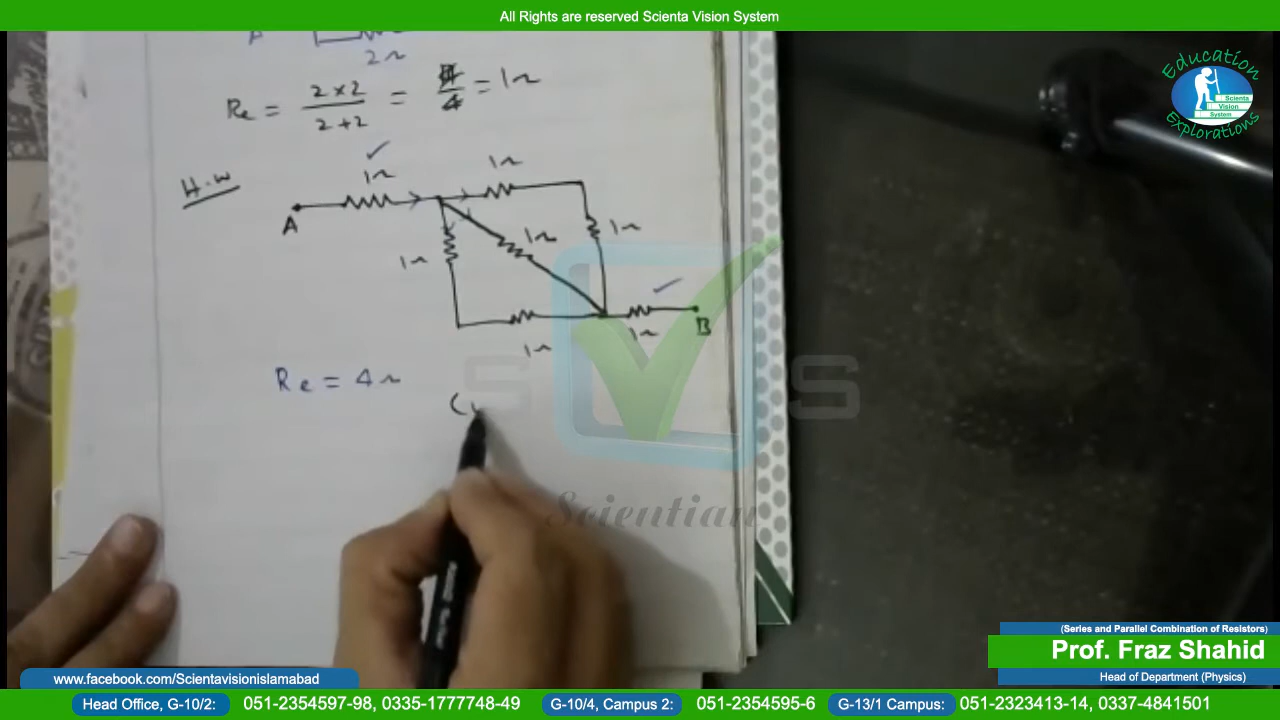 All Rights are reserved Scienta Vision System
Education
Scienta
Vision
System
Explorations
A
2Ω
Re = 2 × 2 / 2 + 2 = 4 / 4 = 1Ω
H.W
✓
1Ω
1Ω
A
1Ω
1Ω
1Ω
✓
B
1Ω
1Ω
Re = 4Ω
(
SVS
Scientian
(Series and Parallel Combination of Resistors)
Prof. Fraz Shahid
Head of Department (Physics)
www.facebook.com/Scientavisionislamabad
Head Office, G-10/2: 051-2354597-98, 0335-1777748-49 G-10/4, Campus 2: 051-2354595-6 G-13/1 Campus: 051-2323413-14, 0337-4841501